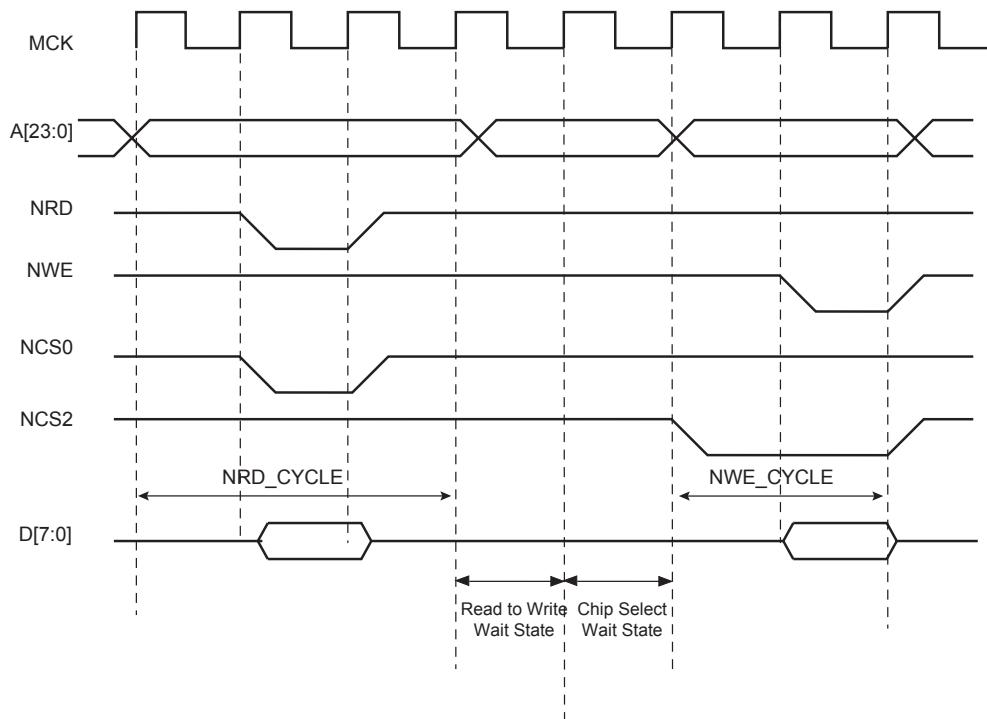 MCK
A[23:0]
NRD
NWE
NCS0
NCS2
NRD_CYCLE
NWE_CYCLE
D[7:0]
Read to Write
Wait State
Chip Select
Wait State